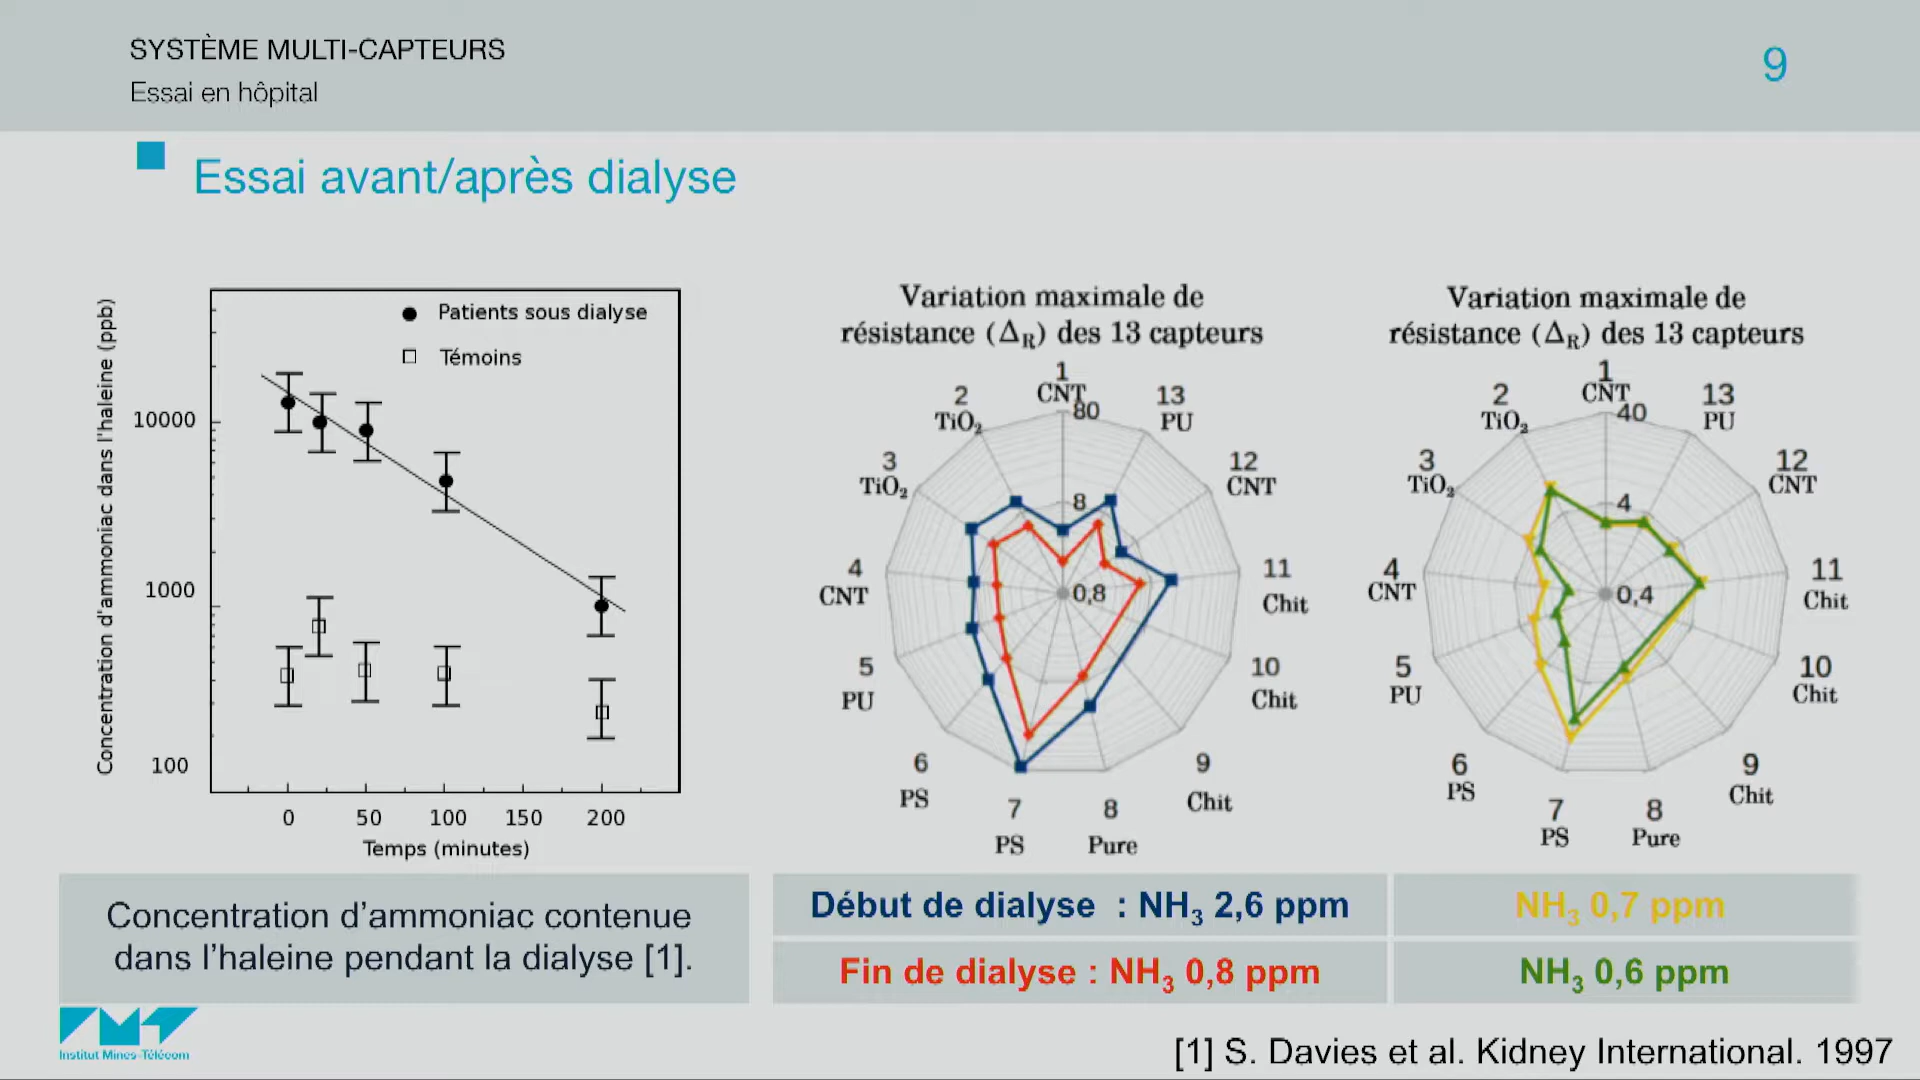 SYSTÈME MULTI-CAPTEURS
Essai en hôpital
9
Essai avant/après dialyse
Concentration d'ammoniac dans l'haleine (ppb)
Patients sous dialyse
Témoins
10000
1000
100
0 50 100 150 200
Temps (minutes)
Variation maximale de
résistance (ΔR) des 13 capteurs
1
CNT
80
2
TiO2
13
PU
3
TiO2
12
CNT
8
4
CNT
11
Chit
0,8
5
PU
10
Chit
6
PS
9
Chit
7
PS
8
Pure
Variation maximale de
résistance (ΔR) des 13 capteurs
1
CNT
40
2
TiO2
13
PU
3
TiO2
12
CNT
4
4
CNT
11
Chit
0,4
5
PU
10
Chit
6
PS
9
Chit
7
PS
8
Pure
Concentration d’ammoniac contenue
dans l’haleine pendant la dialyse [1].
Début de dialyse : NH3 2,6 ppm
Fin de dialyse : NH3 0,8 ppm
NH3 0,7 ppm
NH3 0,6 ppm
Institut Mines-Télécom
[1] S. Davies et al. Kidney International. 1997